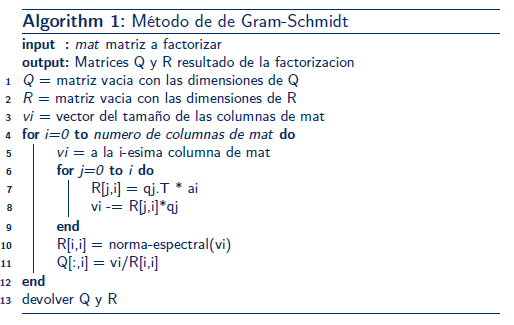 Algorithm 1: Método de de Gram-Schmidt
input : mat matriz a factorizar
output: Matrices Q y R resultado de la factorizacion
1 Q = matriz vacia con las dimensiones de Q
2 R = matriz vacia con las dimensiones de R
3 vi = vector del tamaño de las columnas de mat
4 for i=0 to numero de columnas de mat do
5 vi = a la i-esima columna de mat
6 for j=0 to i do
7 R[j,i] = qj.T * ai
8 vi -= R[j,i]*qj
9 end
10 R[i,i] = norma-espectral(vi)
11 Q[:,i] = vi/R[i,i]
12 end
13 devolver Q y R